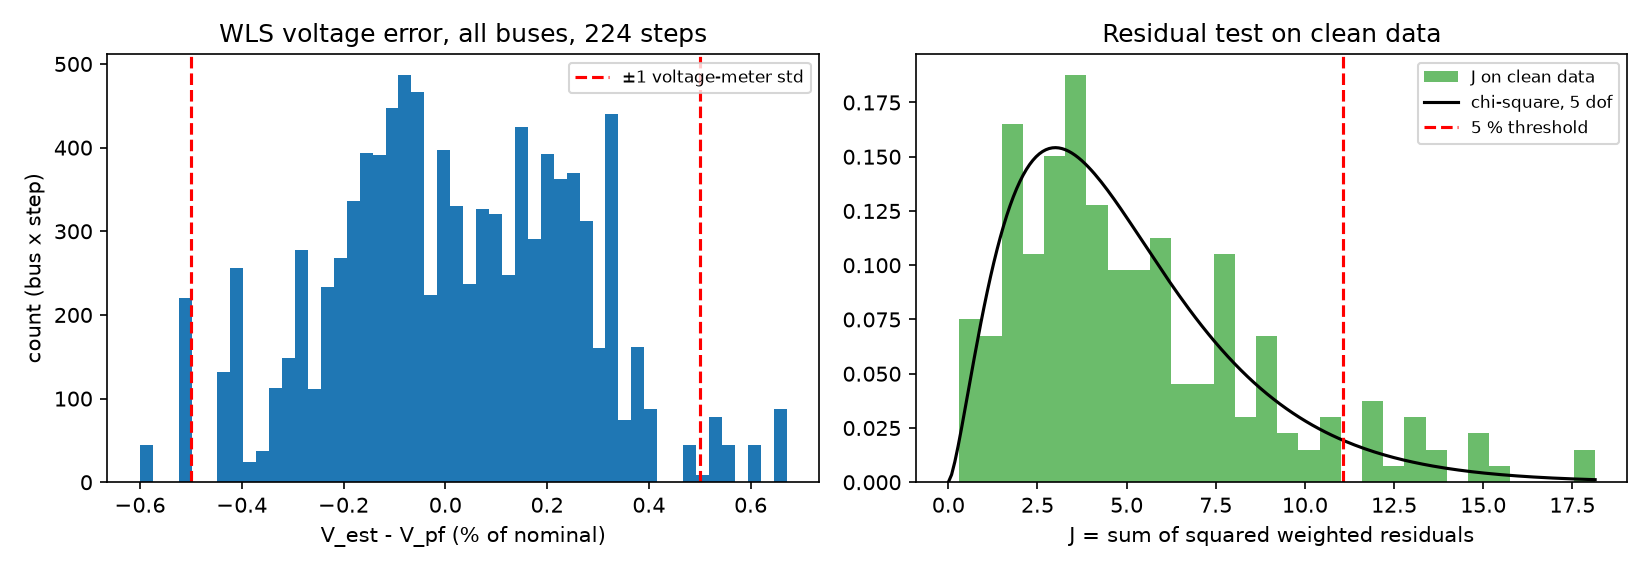 WLS voltage error, all buses, 224 steps
±1 voltage-meter std
count (bus x step)
500
400
300
200
100
0
−0.6 −0.4 −0.2 0.0 0.2 0.4 0.6
V_est - V_pf (% of nominal)
Residual test on clean data
J on clean data
chi-square, 5 dof
5 % threshold
0.175
0.150
0.125
0.100
0.075
0.050
0.025
0.000
0.0 2.5 5.0 7.5 10.0 12.5 15.0 17.5
J = sum of squared weighted residuals